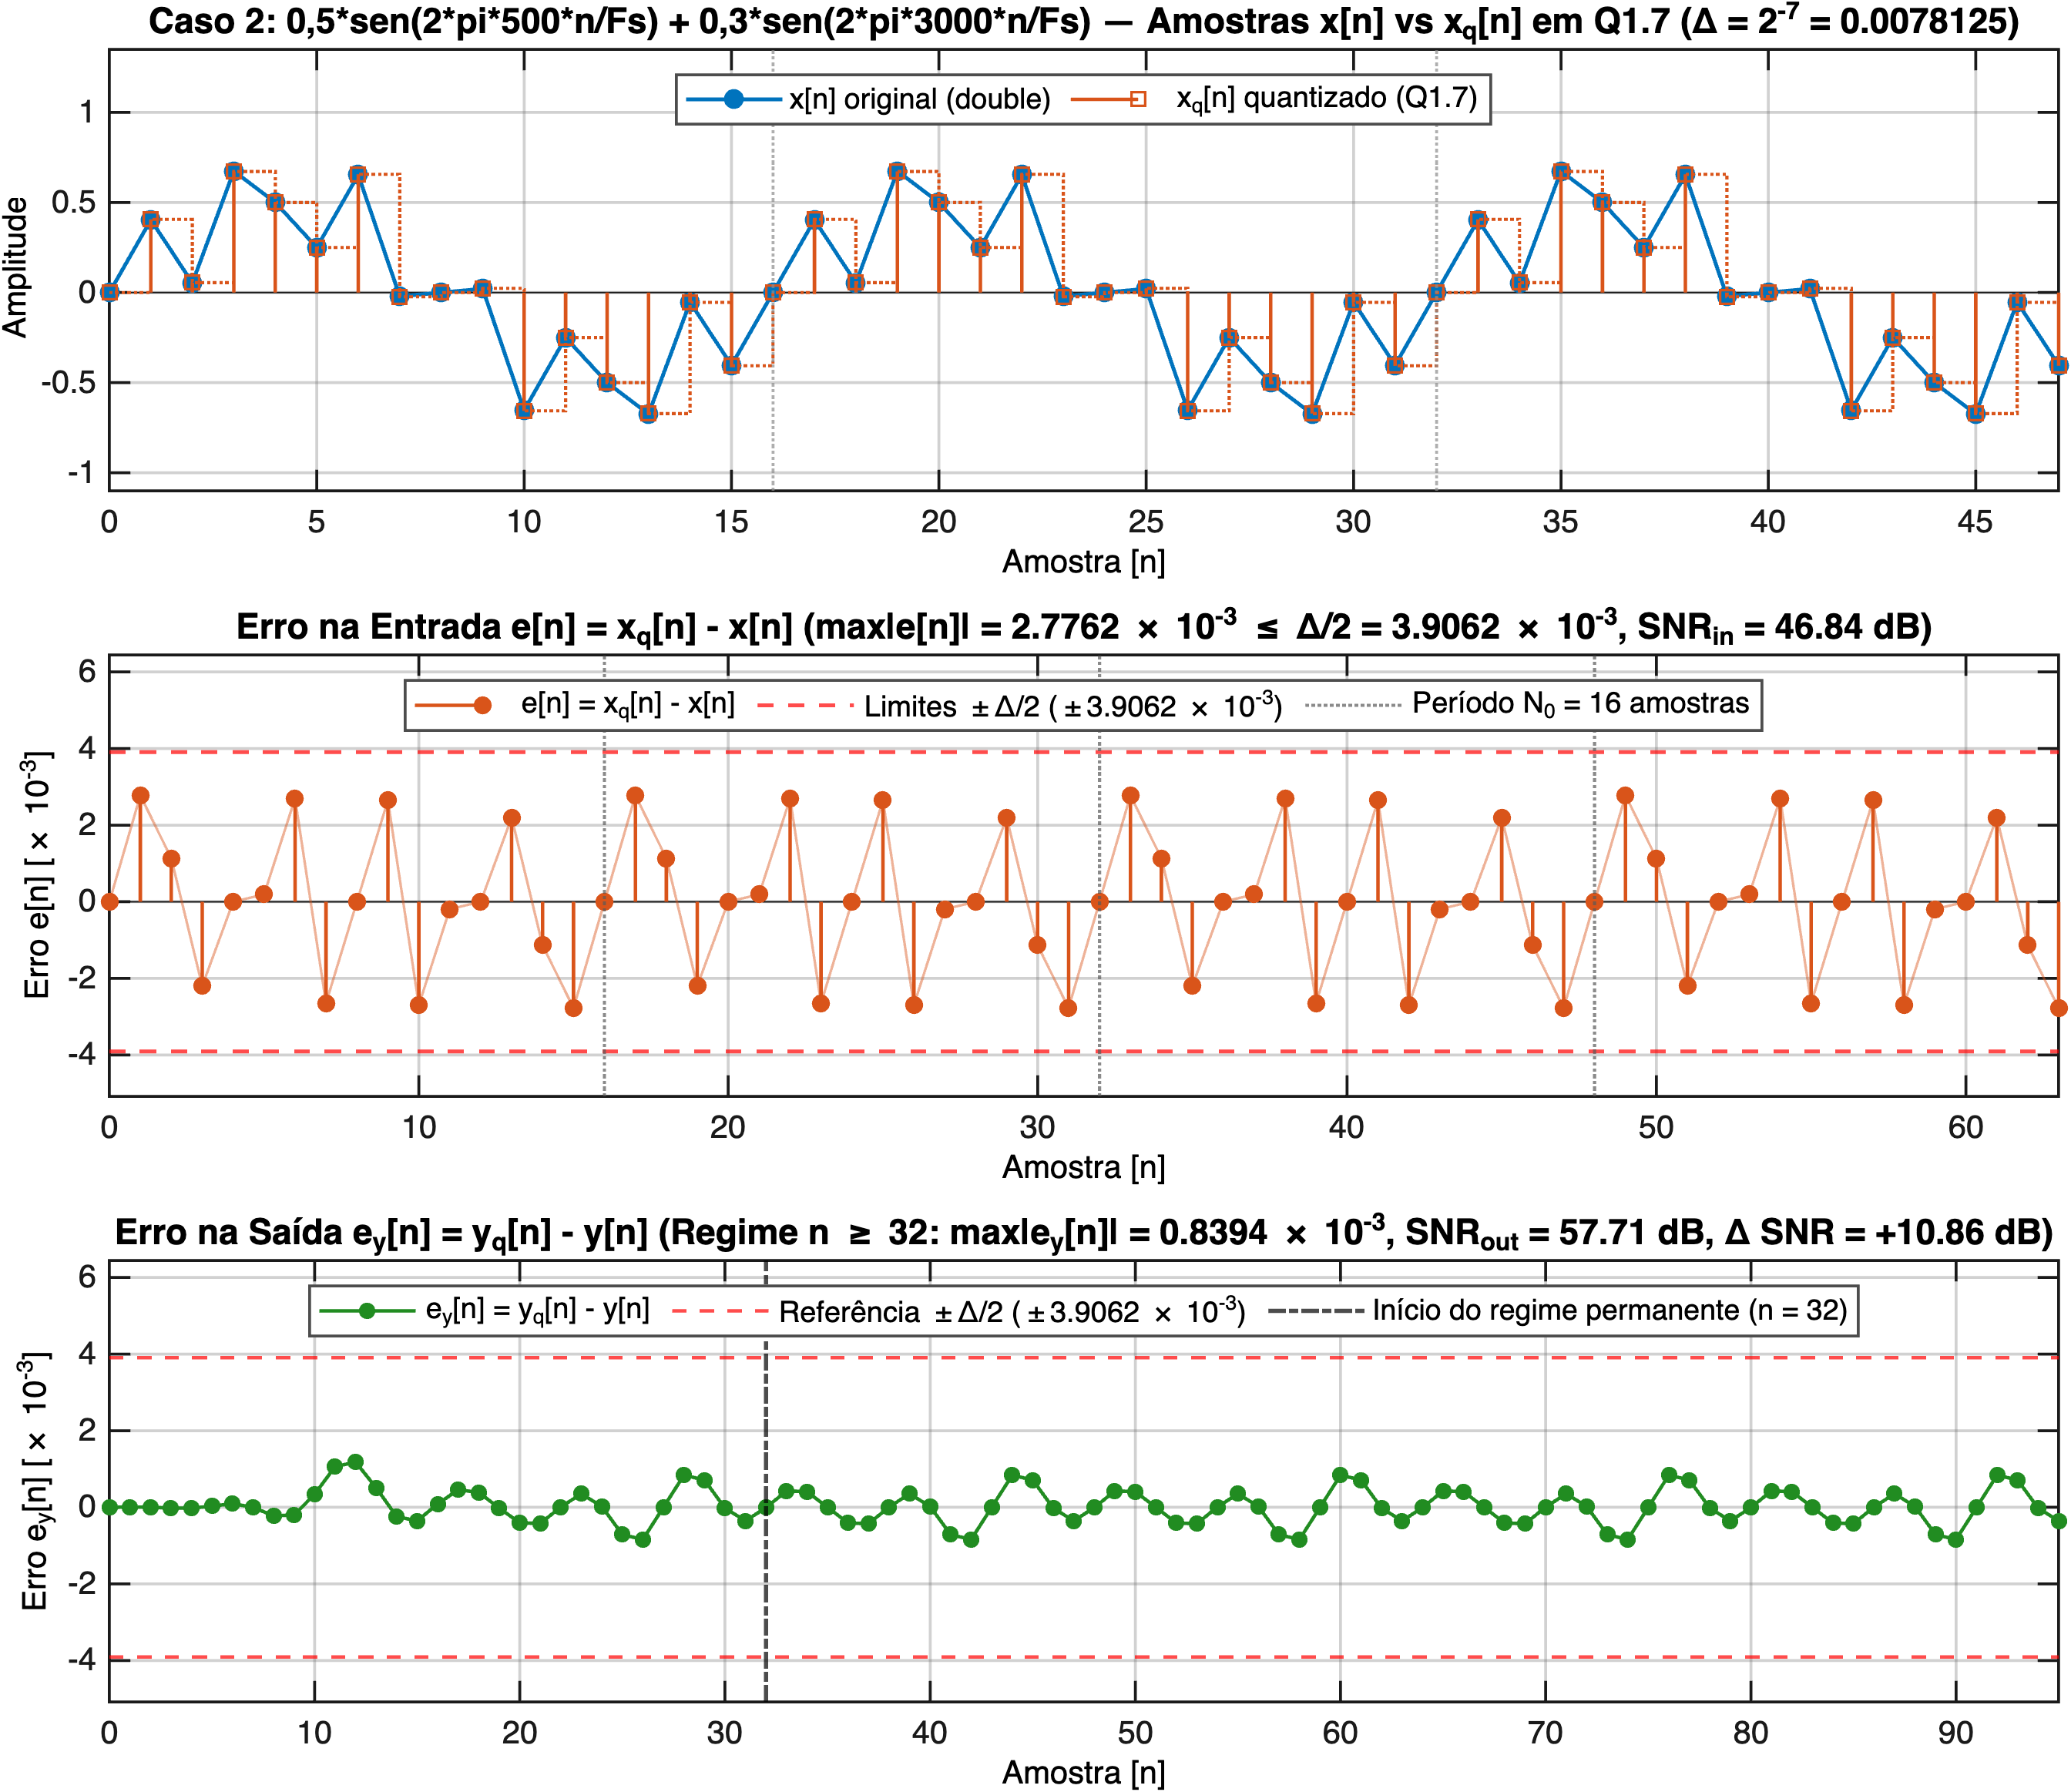 Caso 2: 0,5*sen(2*pi*500*n/Fs) + 0,3*sen(2*pi*3000*n/Fs) — Amostras x[n] vs xq[n] em Q1.7 (Δ = 2-7 = 0.0078125)
x[n] original (double) xq[n] quantizado (Q1.7)
Amplitude
1
0.5
0
-0.5
-1
0 5 10 15 20 25 30 35 40 45
Amostra [n]
Erro na Entrada e[n] = xq[n] - x[n] (max|e[n]| = 2.7762 × 10-3 ≤ Δ/2 = 3.9062 × 10-3, SNRin = 46.84 dB)
e[n] = xq[n] - x[n] Limites ±Δ/2 (±3.9062 × 10-3) Período N0 = 16 amostras
Erro e[n] [× 10-3]
6
4
2
0
-2
-4
0 10 20 30 40 50 60
Amostra [n]
Erro na Saída ey[n] = yq[n] - y[n] (Regime n ≥ 32: max|ey[n]| = 0.8394 × 10-3, SNRout = 57.71 dB, Δ SNR = +10.86 dB)
ey[n] = yq[n] - y[n] Referência ±Δ/2 (±3.9062 × 10-3) Início do regime permanente (n = 32)
Erro ey[n] [× 10-3]
6
4
2
0
-2
-4
0 10 20 30 40 50 60 70 80 90
Amostra [n]